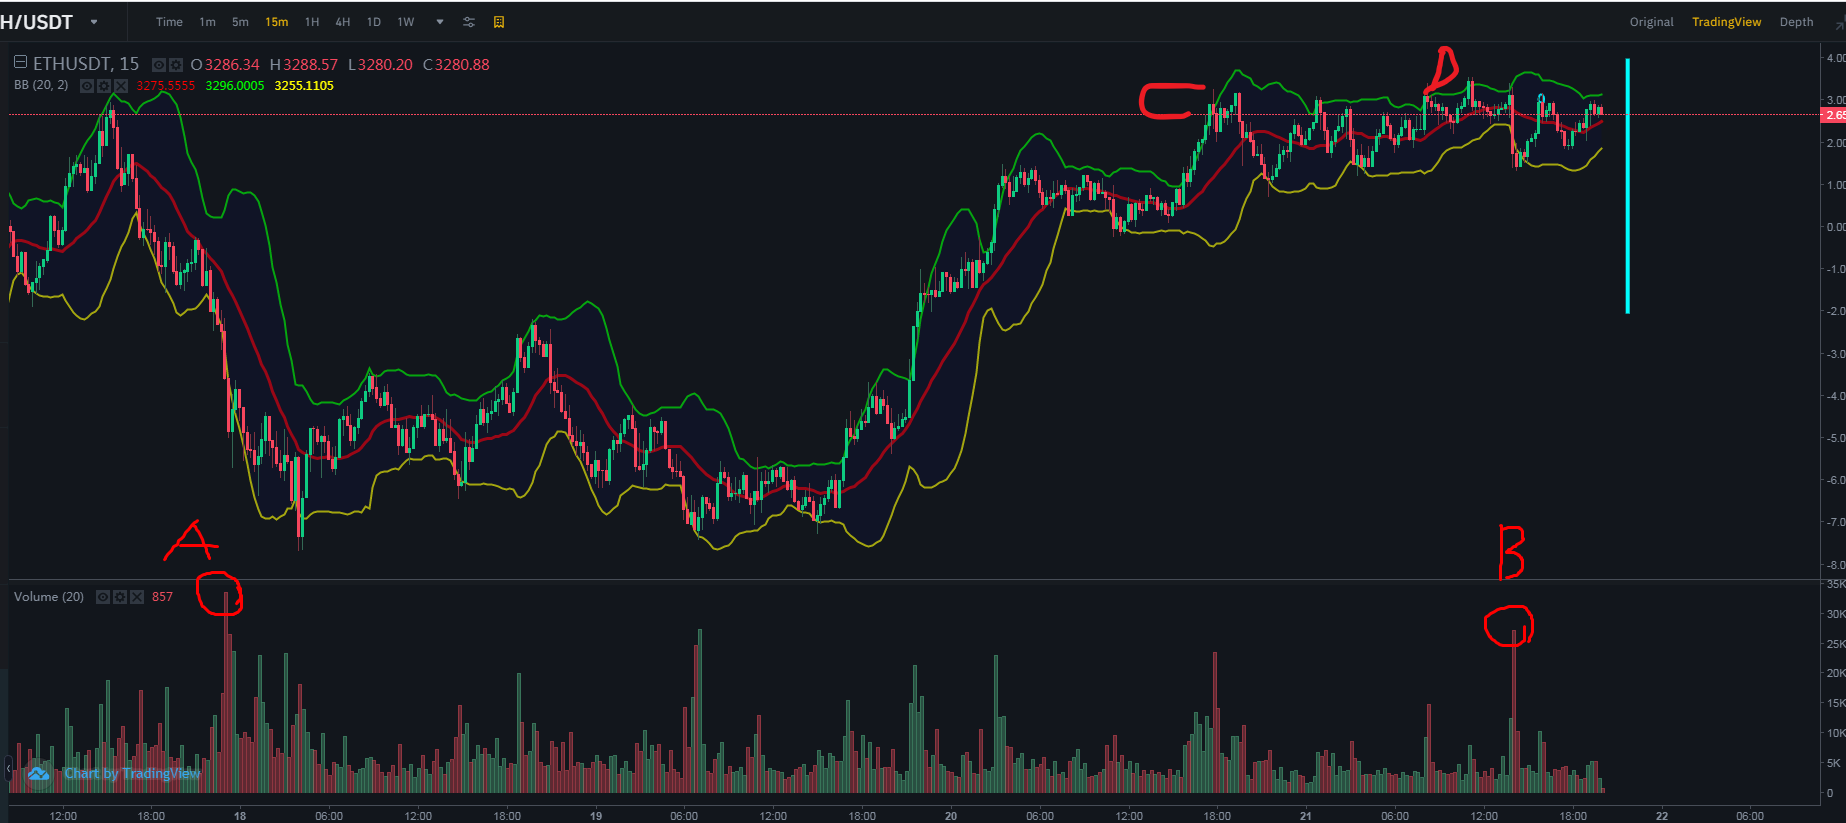 H/USDT
Time 1m 5m 15m 1H 4H 1D 1W
Original TradingView Depth
ETHUSDT, 15 O3286.34 H3288.57 L3280.20 C3280.88
BB (20, 2) 3275.5555 3296.0005 3255.1105
C
D
4.00
3.00
2.65
2.00
1.00
0.00
-1.0
-2.0
-3.0
-4.0
-5.0
-6.0
-7.0
-8.0
A
B
Volume (20) 857
35K
30K
25K
20K
15K
10K
5K
0
Chart by TradingView
12:00 18:00 18 06:00 12:00 18:00 19 06:00 12:00 18:00 20 06:00 12:00 18:00 21 06:00 12:00 18:00 22 06:00